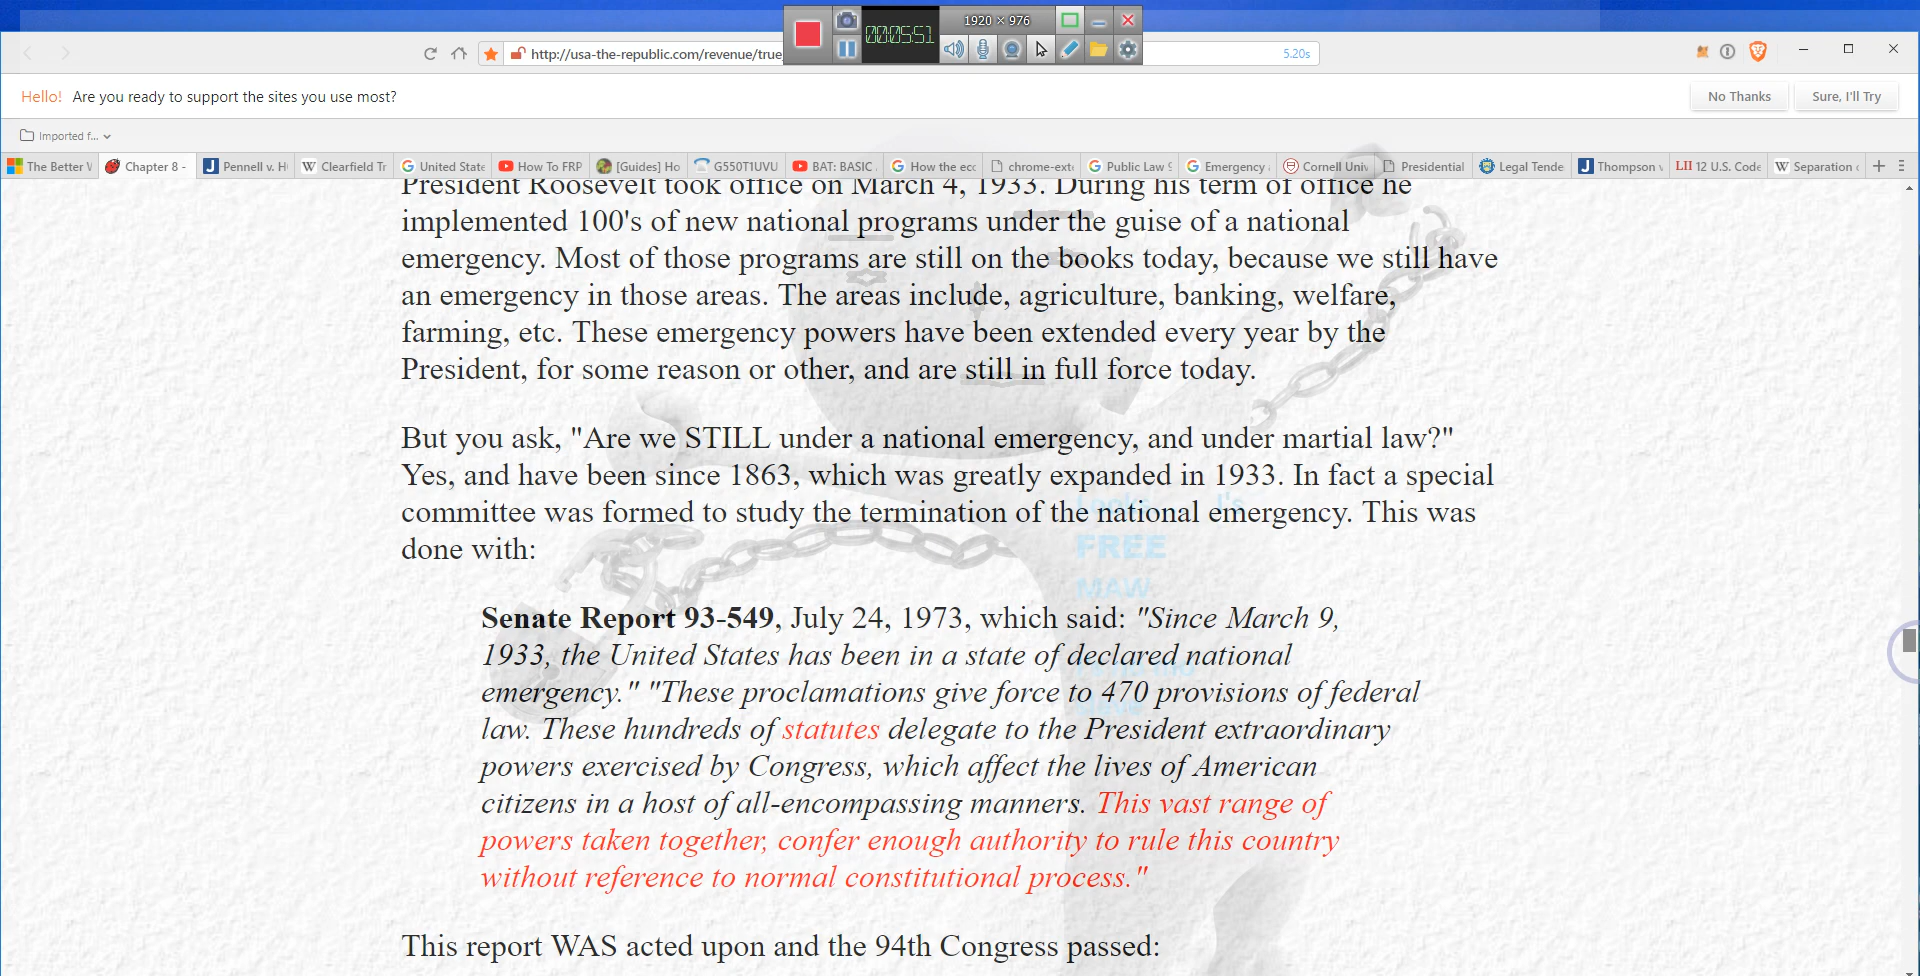 1920 × 976
00:05:51
http://usa-the-republic.com/revenue/true_
5.20s
Hello! Are you ready to support the sites you use most?
No Thanks
Sure, I'll Try
Imported f...
The Better V
Chapter 8 -
Pennell v. H
Clearfield Tr
United State
How To FRP
[Guides] Ho
G550T1UVU
BAT: BASIC
How the ecc
chrome-exte
Public Law 9
Emergency
Cornell Univ
Presidential
Legal Tende
Thompson v
LII 12 U.S. Code
Separation o
President Roosevelt took office on March 4, 1933. During his term of office he
implemented 100's of new national programs under the guise of a national
emergency. Most of those programs are still on the books today, because we still have
an emergency in those areas. The areas include, agriculture, banking, welfare,
farming, etc. These emergency powers have been extended every year by the
President, for some reason or other, and are still in full force today.
But you ask, "Are we STILL under a national emergency, and under martial law?"
Yes, and have been since 1863, which was greatly expanded in 1933. In fact a special
committee was formed to study the termination of the national emergency. This was
done with:
FREE
MAW
Senate Report 93-549, July 24, 1973, which said: "Since March 9,
1933, the United States has been in a state of declared national
emergency." "These proclamations give force to 470 provisions of federal
law. These hundreds of statutes delegate to the President extraordinary
powers exercised by Congress, which affect the lives of American
citizens in a host of all-encompassing manners. This vast range of
powers taken together, confer enough authority to rule this country
without reference to normal constitutional process."
This report WAS acted upon and the 94th Congress passed: